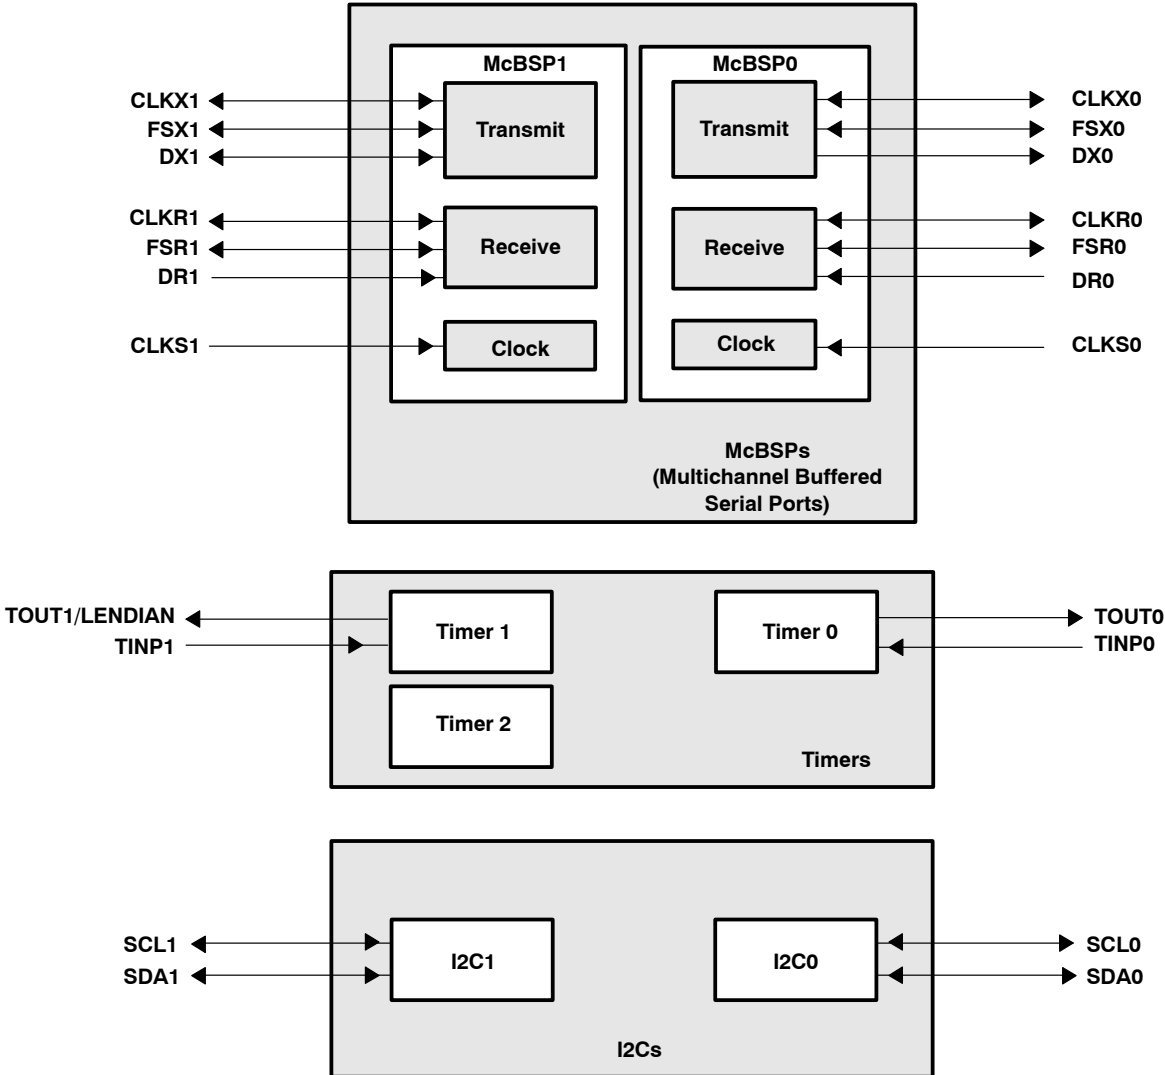 McBSP1
McBSP0
CLKX1
FSX1
DX1
Transmit
Transmit
CLKX0
FSX0
DX0
CLKR1
FSR1
DR1
Receive
Receive
CLKR0
FSR0
DR0
CLKS1
Clock
Clock
CLKS0
McBSPs
(Multichannel Buffered
Serial Ports)
TOUT1/LENDIAN
TINP1
Timer 1
Timer 0
TOUT0
TINP0
Timer 2
Timers
SCL1
SDA1
I2C1
I2C0
SCL0
SDA0
I2Cs